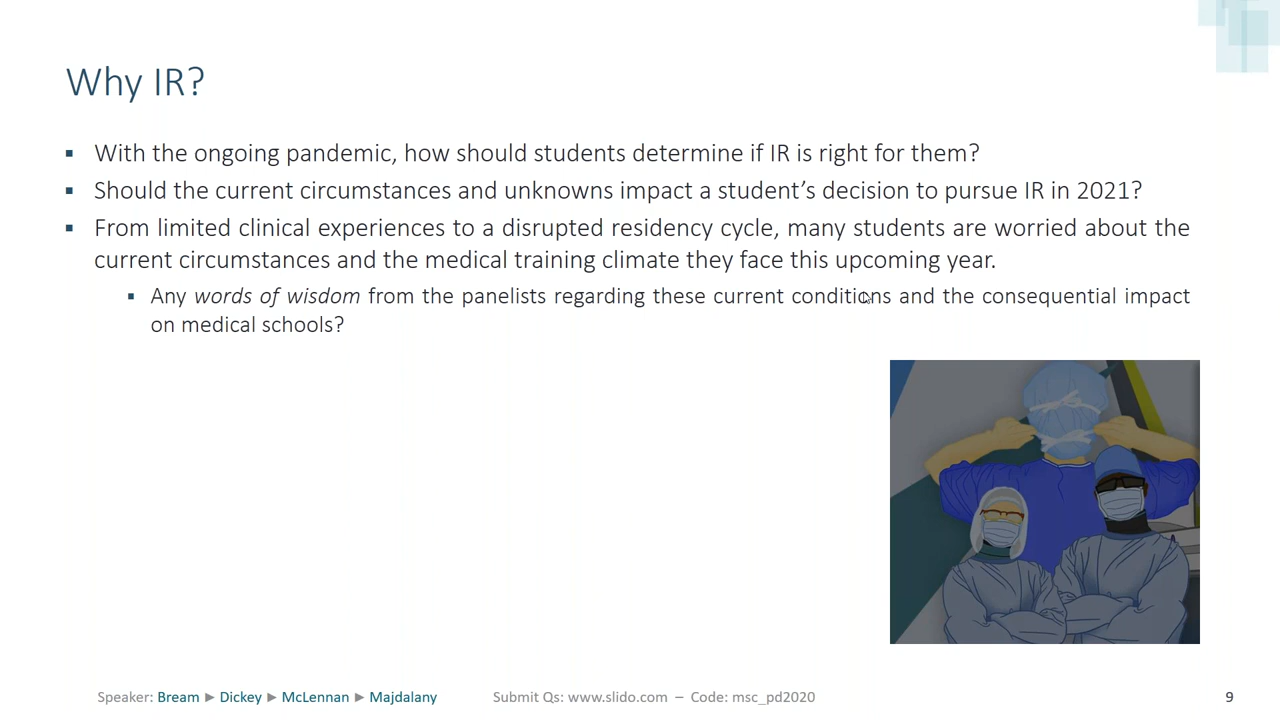 Why IR?
▪ With the ongoing pandemic, how should students determine if IR is right for them?
▪ Should the current circumstances and unknowns impact a student’s decision to pursue IR in 2021?
▪ From limited clinical experiences to a disrupted residency cycle, many students are worried about the
current circumstances and the medical training climate they face this upcoming year.
▪ Any words of wisdom from the panelists regarding these current conditions and the consequential impact
on medical schools?
Speaker: Bream ► Dickey ► McLennan ► Majdalany
Submit Qs: www.slido.com – Code: msc_pd2020
9